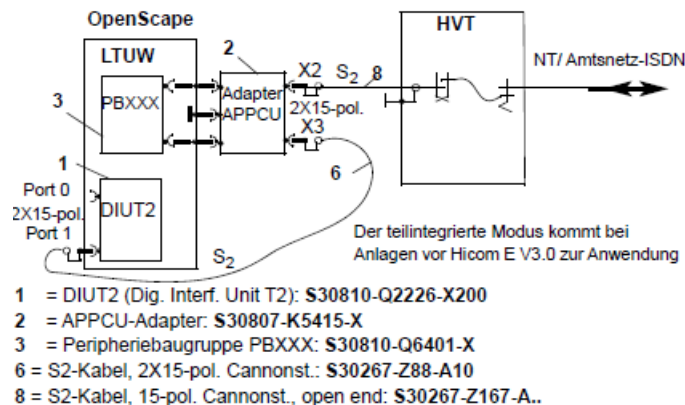 OpenScape
HVT
LTUW
2
X2
S2
8
NT/ Amtsnetz-ISDN
PBXXX
Adapter
APPCU
2X15-pol.
X3
3
1
6
Port 0
2X15-pol.
Port 1
DIUT2
S2
Der teilintegrierte Modus kommt bei
Anlagen vor Hicom E V3.0 zur Anwendung
1 = DIUT2 (Dig. Interf. Unit T2): S30810-Q2226-X200
2 = APPCU-Adapter: S30807-K5415-X
3 = Peripheriebaugruppe PBXXX: S30810-Q6401-X
6 = S2-Kabel, 2X15-pol. Cannonst.: S30267-Z88-A10
8 = S2-Kabel, 15-pol. Cannonst., open end: S30267-Z167-A..